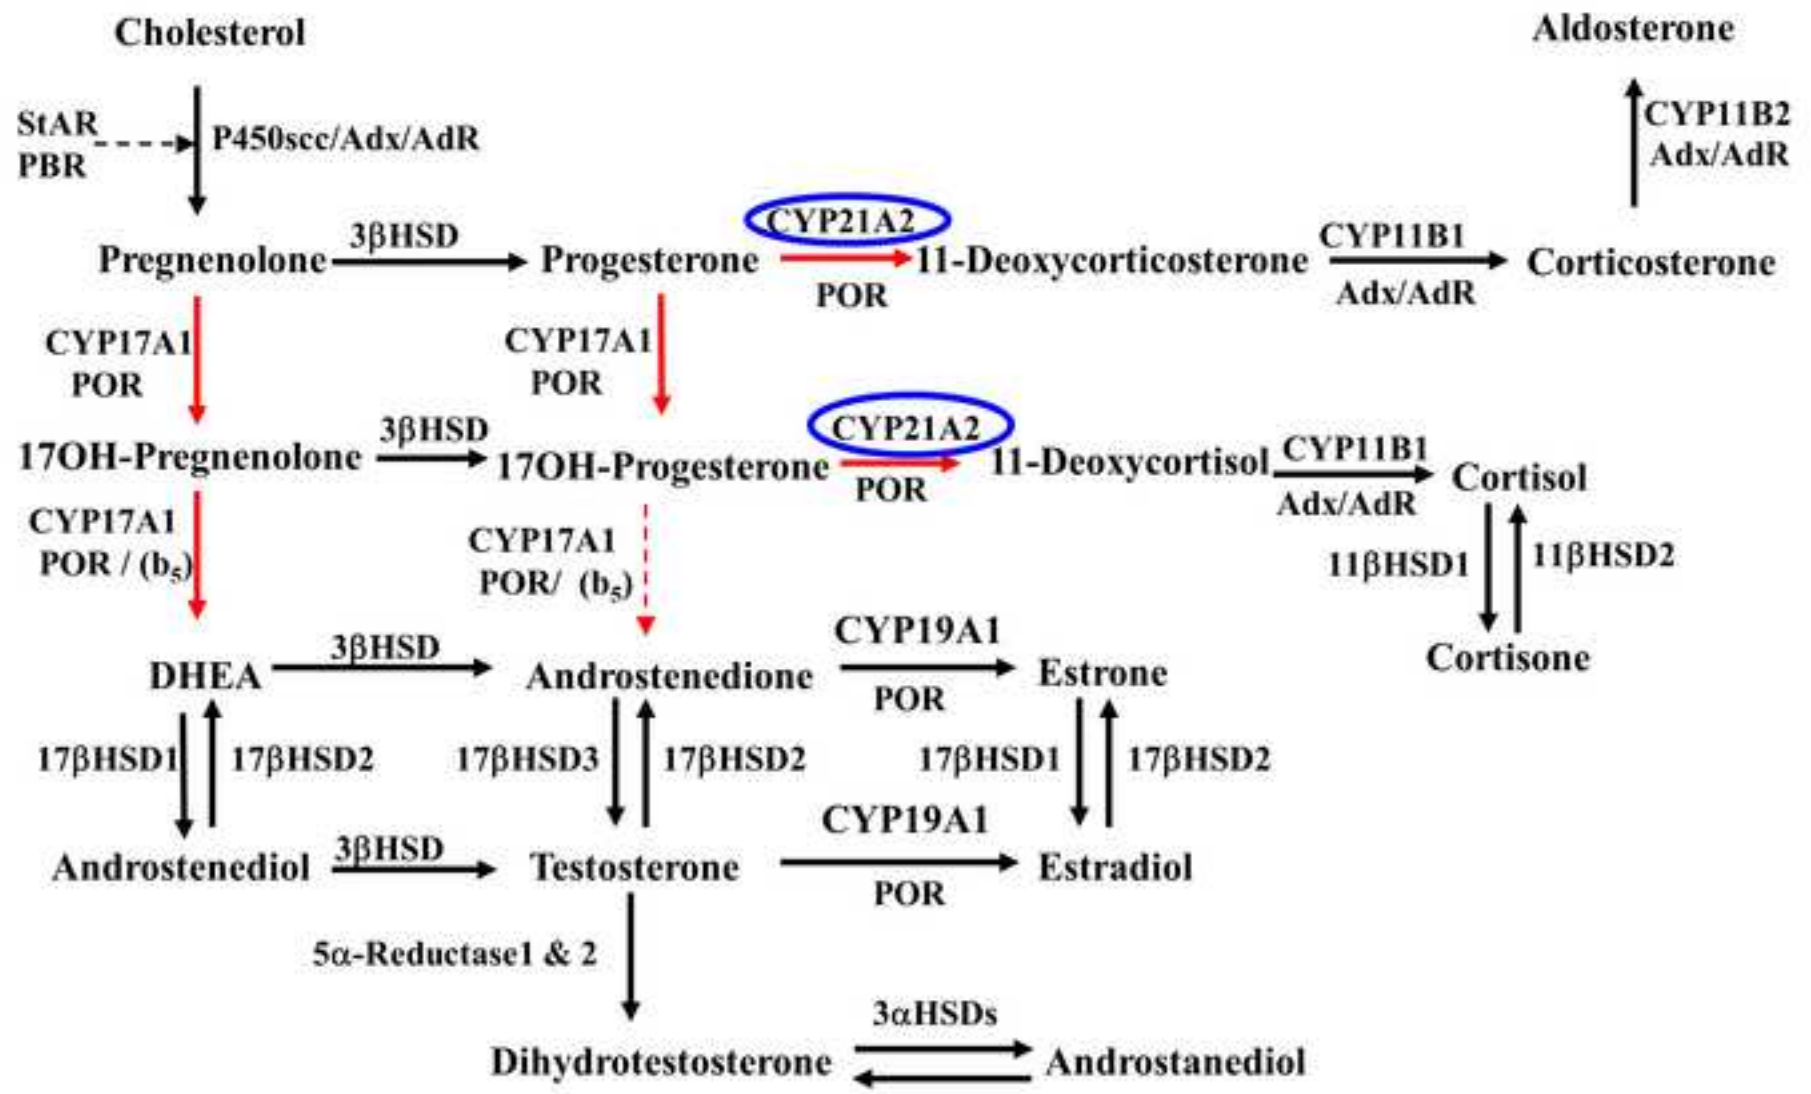 Cholesterol
Aldosterone
StAR
PBR
P450scc/Adx/AdR
CYP11B2
Adx/AdR
CYP21A2
3βHSD
CYP11B1
Pregnenolone
Progesterone
11-Deoxycorticosterone
Corticosterone
POR
Adx/AdR
CYP17A1
POR
CYP17A1
POR
CYP21A2
3βHSD
CYP11B1
17OH-Pregnenolone
17OH-Progesterone
11-Deoxycortisol
Cortisol
POR
Adx/AdR
CYP17A1
POR / (b5)
CYP17A1
POR/ (b5)
11βHSD1
11βHSD2
CYP19A1
3βHSD
Cortisone
DHEA
Androstenedione
Estrone
POR
17βHSD1
17βHSD2
17βHSD3
17βHSD2
17βHSD1
17βHSD2
CYP19A1
3βHSD
Androstenediol
Testosterone
Estradiol
POR
5α-Reductase1 & 2
3αHSDs
Dihydrotestosterone
Androstanediol